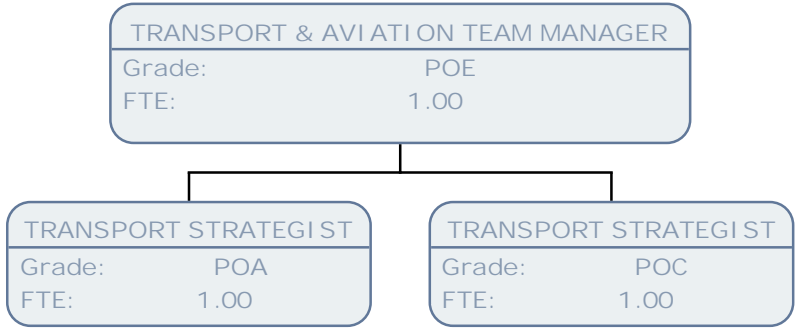 TRANSPORT & AVIATION TEAM MANAGER
Grade: POE
FTE: 1.00
TRANSPORT STRATEGIST
Grade: POA
FTE: 1.00
TRANSPORT STRATEGIST
Grade: POC
FTE: 1.00